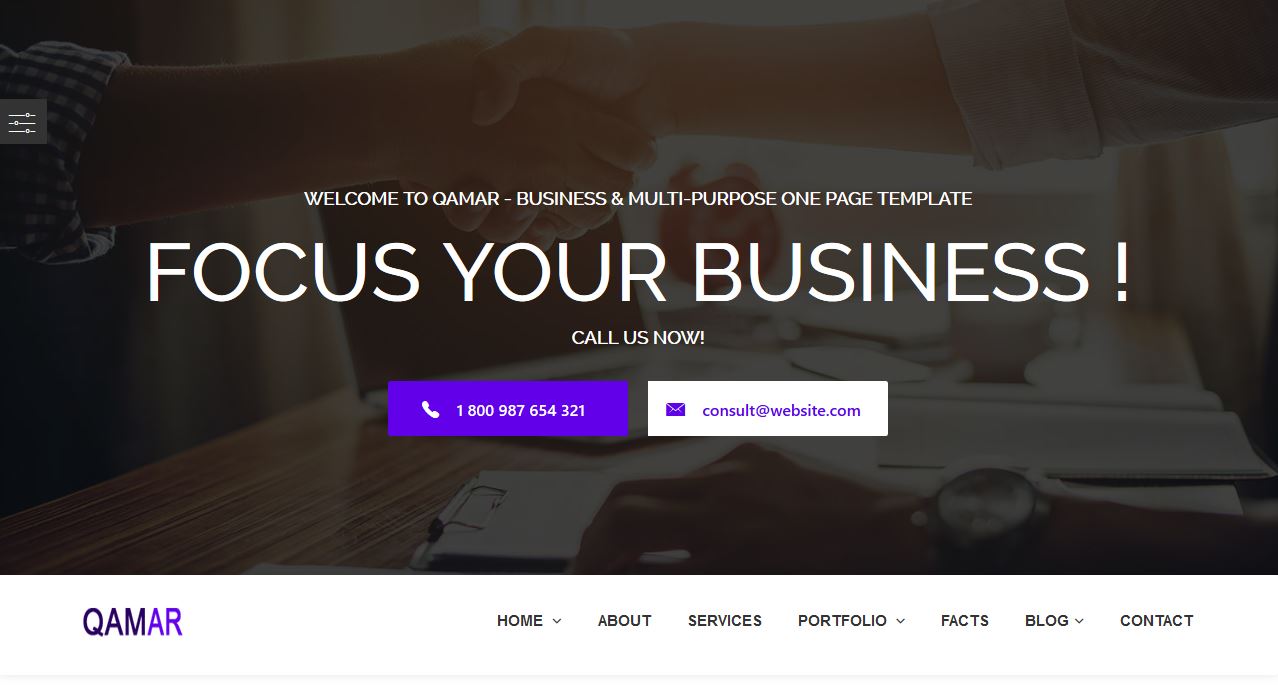 WELCOME TO QAMAR - BUSINESS & MULTI-PURPOSE ONE PAGE TEMPLATE
FOCUS YOUR BUSINESS !
CALL US NOW!
1 800 987 654 321 consult@website.com
QAMAR HOME ABOUT SERVICES PORTFOLIO FACTS BLOG CONTACT